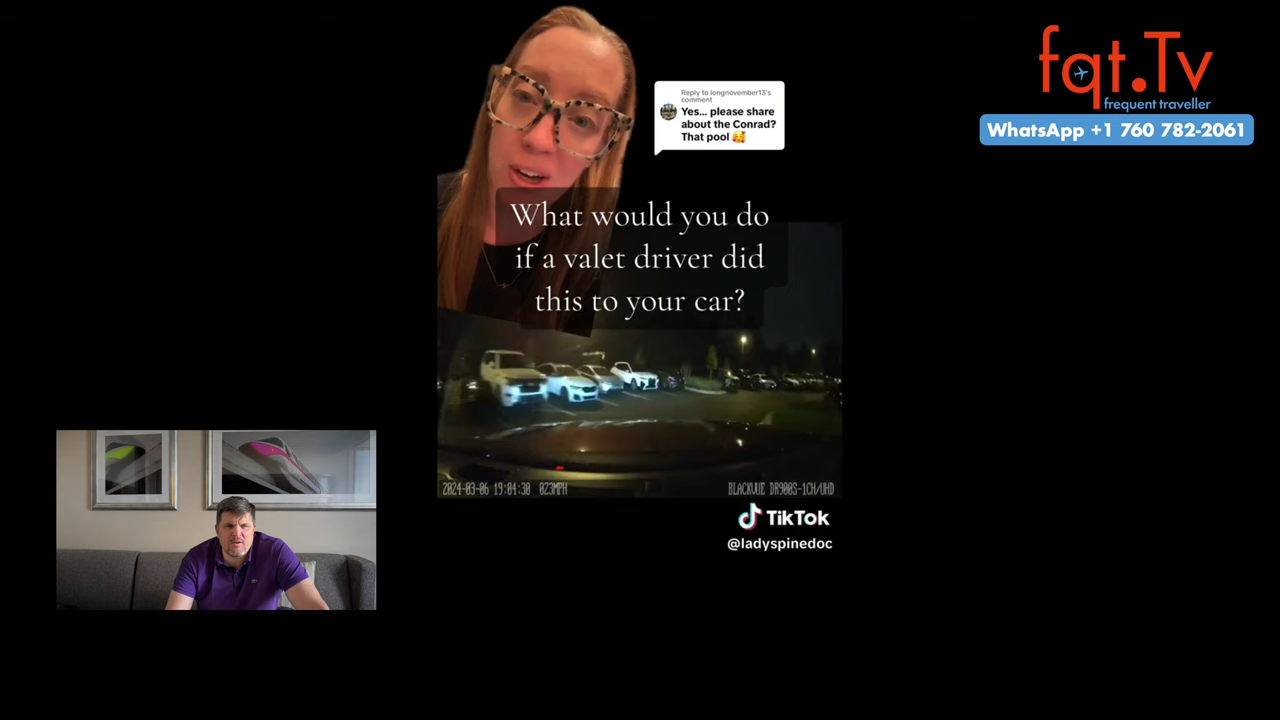 fqt.Tv
frequent traveller
WhatsApp +1 760 782-2061
Reply to longnovember13's
comment
Yes... please share
about the Conrad?
That pool 🥰
What would you do
if a valet driver did
this to your car?
2024-03-06 19:04:30 023MPH
BLACKVUE DR900S-1CH/UHD
TikTok
@ladyspinedoc